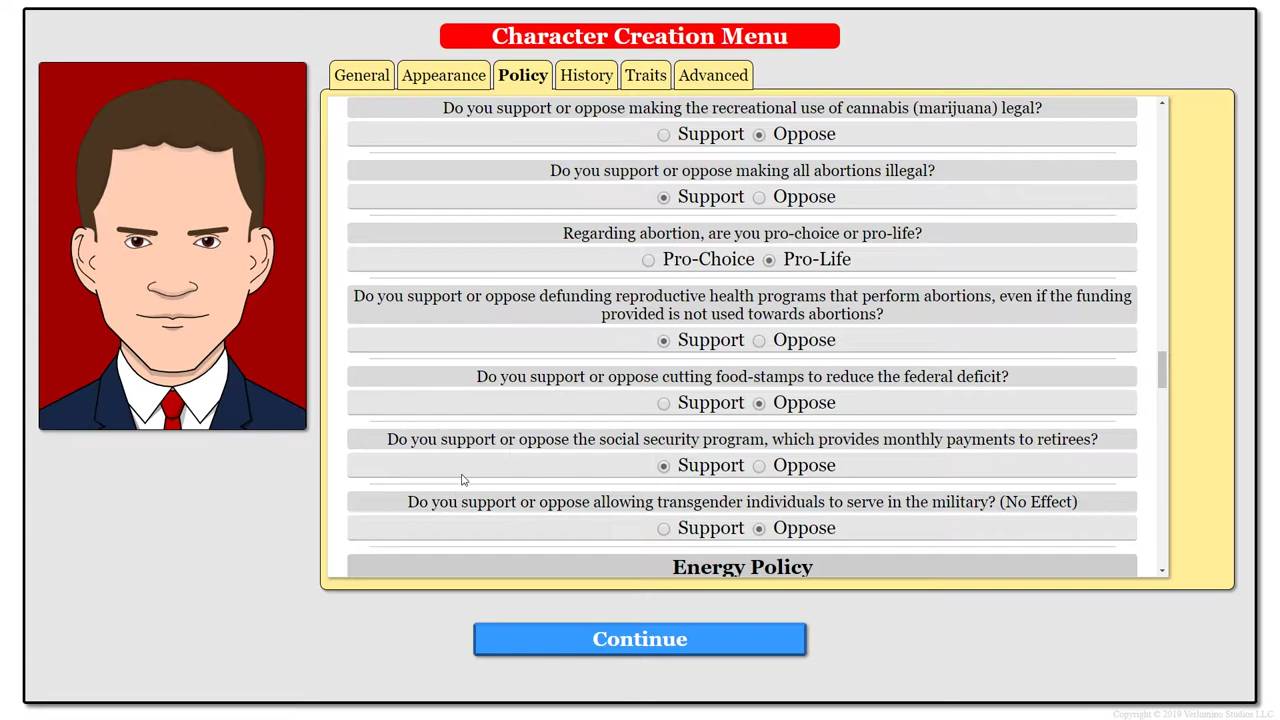 Character Creation Menu
General Appearance Policy History Traits Advanced
Do you support or oppose making the recreational use of cannabis (marijuana) legal?
Support Oppose
Do you support or oppose making all abortions illegal?
Support Oppose
Regarding abortion, are you pro-choice or pro-life?
Pro-Choice Pro-Life
Do you support or oppose defunding reproductive health programs that perform abortions, even if the funding
provided is not used towards abortions?
Support Oppose
Do you support or oppose cutting food-stamps to reduce the federal deficit?
Support Oppose
Do you support or oppose the social security program, which provides monthly payments to retirees?
Support Oppose
Do you support or oppose allowing transgender individuals to serve in the military? (No Effect)
Support Oppose
Energy Policy
Continue
Copyright © 2019 Verlumino Studios LLC